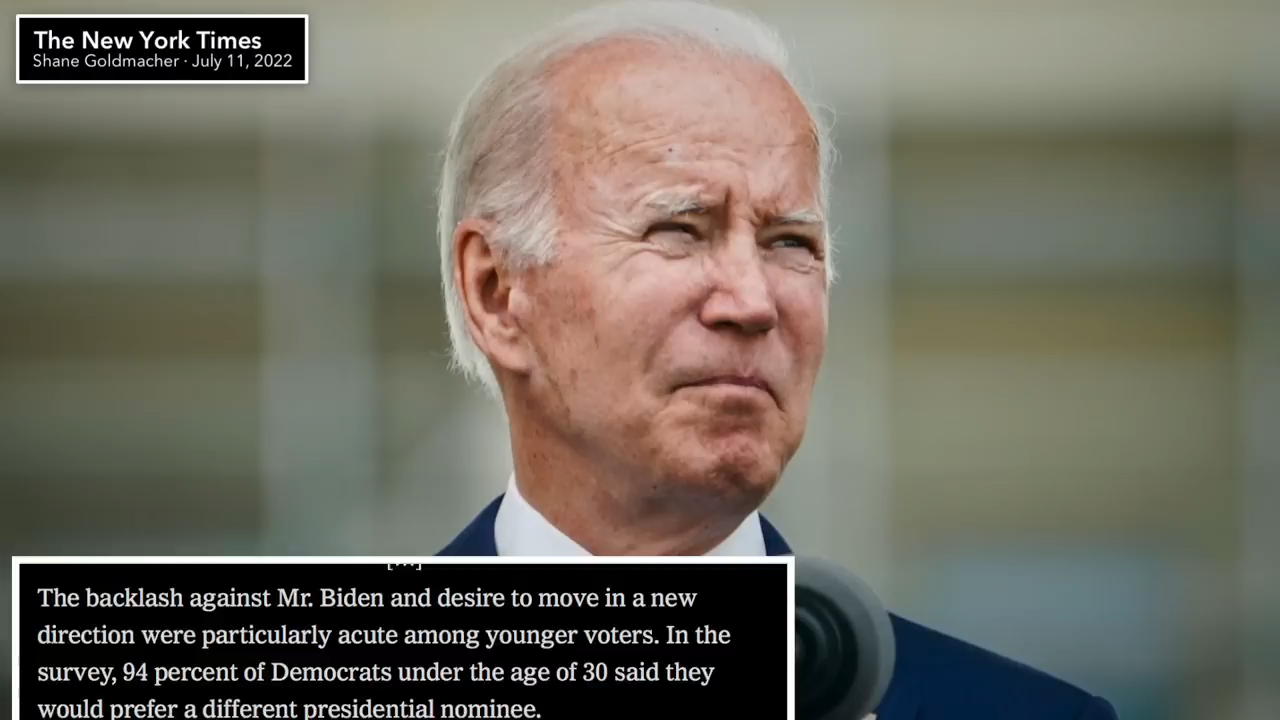 The New York Times
Shane Goldmacher · July 11, 2022
[...]
The backlash against Mr. Biden and desire to move in a new
direction were particularly acute among younger voters. In the
survey, 94 percent of Democrats under the age of 30 said they
would prefer a different presidential nominee.